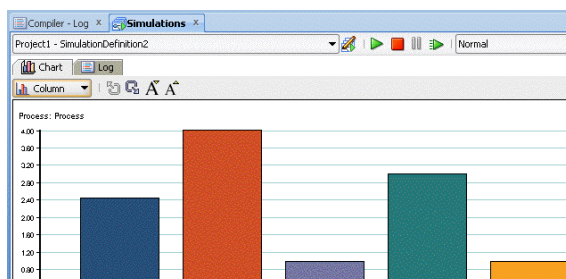 Compiler - Log x Simulations x
Project1 - SimulationDefinition2 Normal
Chart Log
Column A A
Process: Process
4.00
3.60
3.20
2.80
2.40
2.00
1.60
1.20
0.80